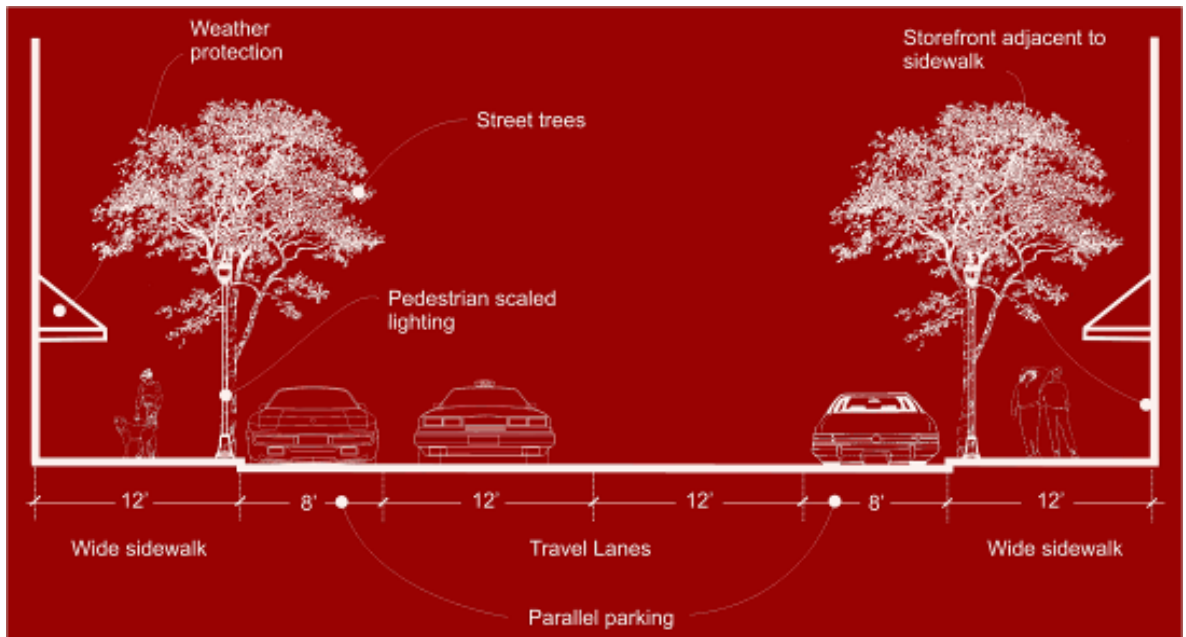 Weather
protection
Storefront adjacent to
sidewalk
Street trees
Pedestrian scaled
lighting
12' 8' 12' 12' 8' 12'
Wide sidewalk Travel Lanes Wide sidewalk
Parallel parking